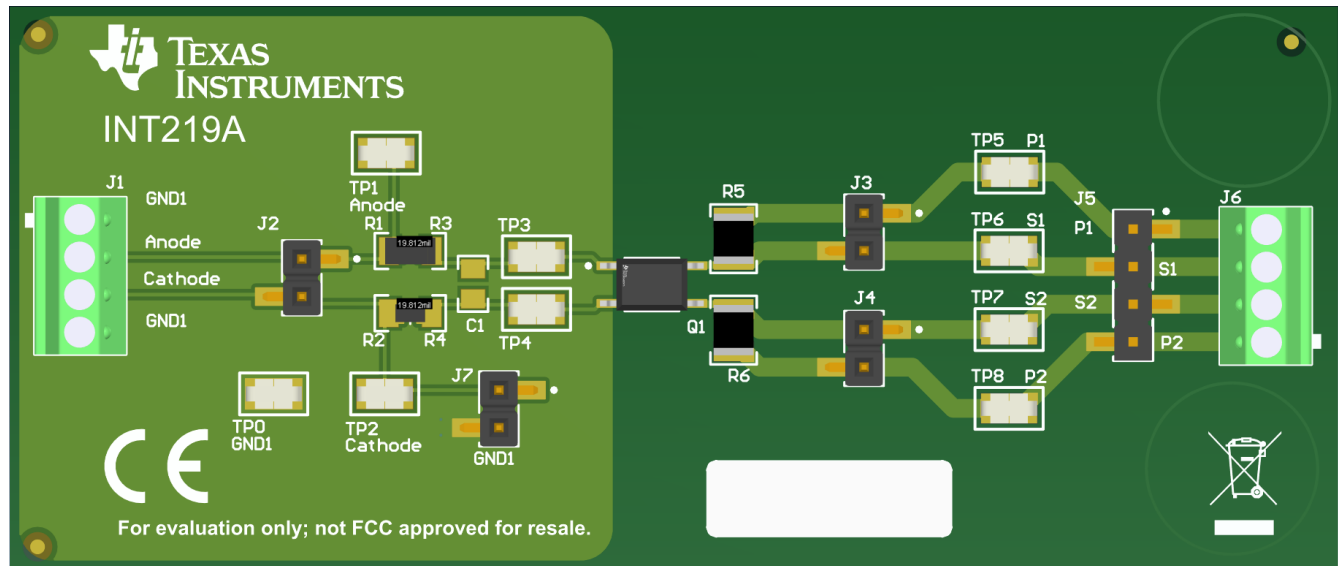 TEXAS
INSTRUMENTS
INT219A
J1
GND1
Anode
Cathode
GND1
J2
TP1
Anode
R1
R3
19.812mil
19.812mil
R2
R4
C1
TP3
TP4
TP0
GND1
TP2
Cathode
J7
GND1
CE
For evaluation only; not FCC approved for resale.
Q1
R5
R6
J3
J4
TP5 P1
TP6 S1
TP7 S2
TP8 P2
J5
P1
S1
S2
P2
J6